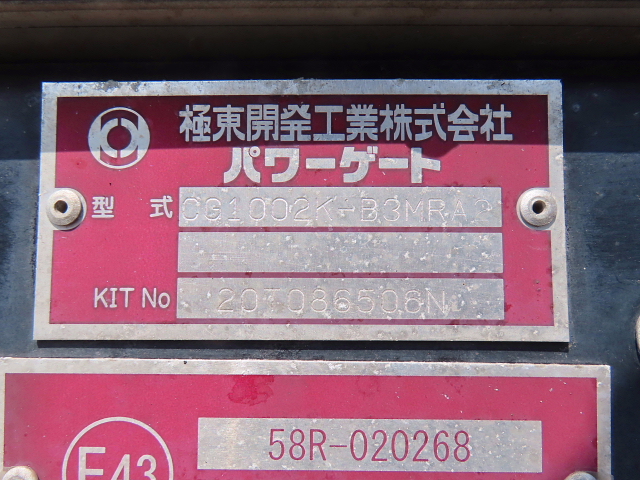 極東開発工業株式会社
パワーゲート
型式 CG1002K-B3MRA2
KIT No 20T086508N
E43 58R-020268